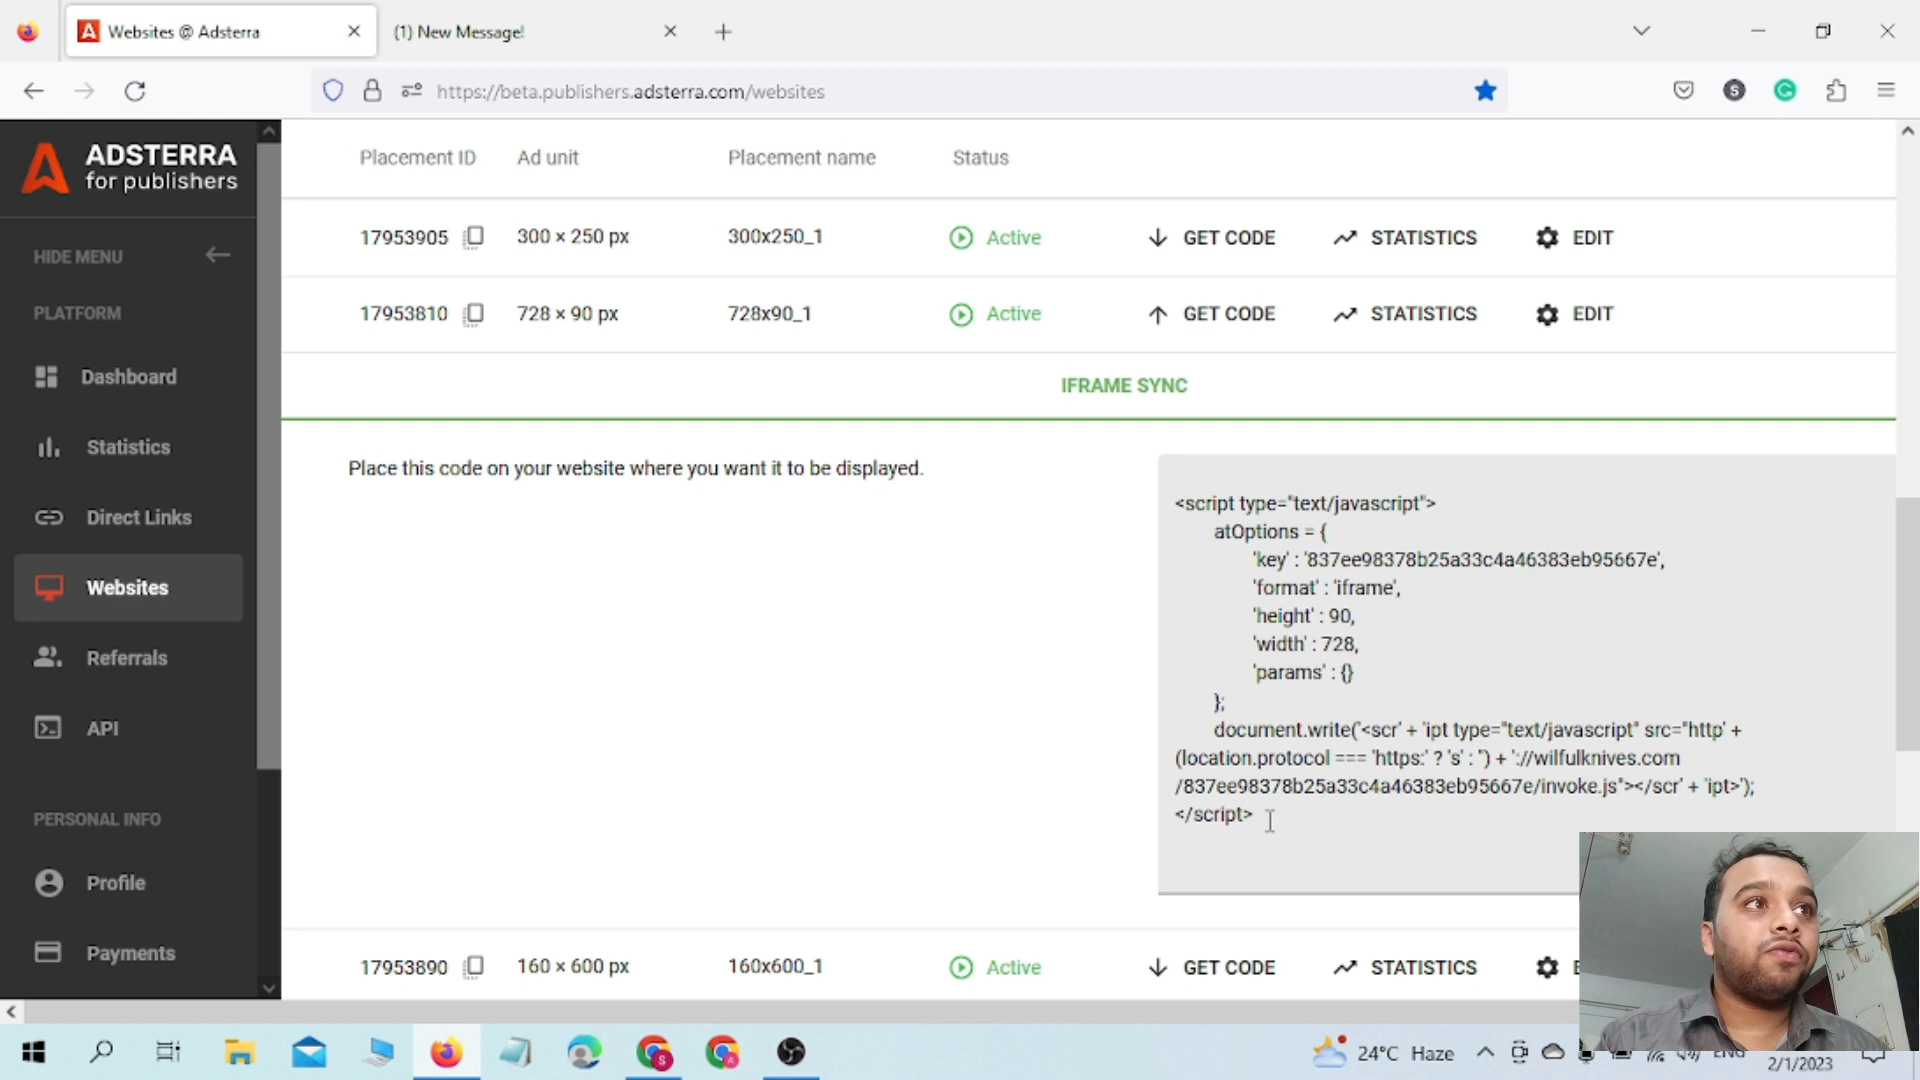 Websites @ Adsterra
(1) New Message!
https://beta.publishers.adsterra.com/websites
ADSTERRA
for publishers
HIDE MENU
PLATFORM
Dashboard
Statistics
Direct Links
Websites
Referrals
API
PERSONAL INFO
Profile
Payments
Placement ID Ad unit Placement name Status
17953905 300 × 250 px 300x250_1 Active GET CODE STATISTICS EDIT
17953810 728 × 90 px 728x90_1 Active GET CODE STATISTICS EDIT
IFRAME SYNC
Place this code on your website where you want it to be displayed.
<script type="text/javascript">
atOptions = {
'key' : '837ee98378b25a33c4a46383eb95667e',
'format' : 'iframe',
'height' : 90,
'width' : 728,
'params' : {}
};
document.write('<scr' + 'ipt type="text/javascript" src="http' +
(location.protocol === 'https:' ? 's' : '') + '://wilfulknives.com
/837ee98378b25a33c4a46383eb95667e/invoke.js"></scr' + 'ipt>');
</script>
17953890 160 × 600 px 160x600_1 Active GET CODE STATISTICS
24°C Haze
ENG
2/1/2023